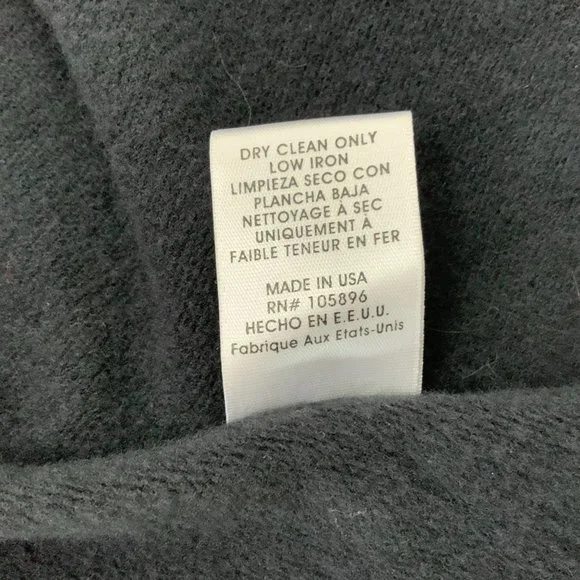 DRY CLEAN ONLY
LOW IRON
LIMPIEZA SECO CON
PLANCHA BAJA
NETTOYAGE À SEC
UNIQUEMENT À
FAIBLE TENEUR EN FER
MADE IN USA
RN# 105896
HECHO EN E.E.U.U.
Fabrique Aux Etats-Unis